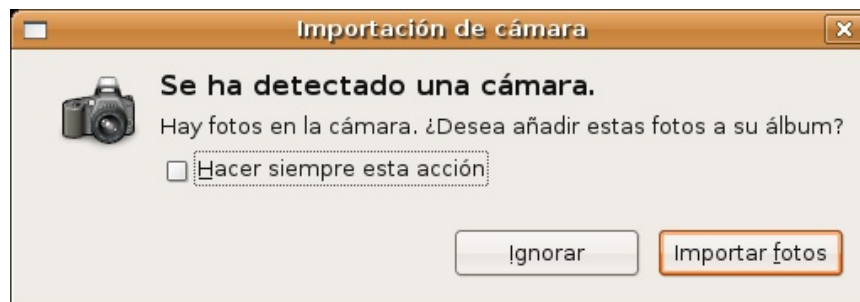 Importación de cámara
Se ha detectado una cámara.
Hay fotos en la cámara. ¿Desea añadir estas fotos a su álbum?
Hacer siempre esta acción
Ignorar
Importar fotos